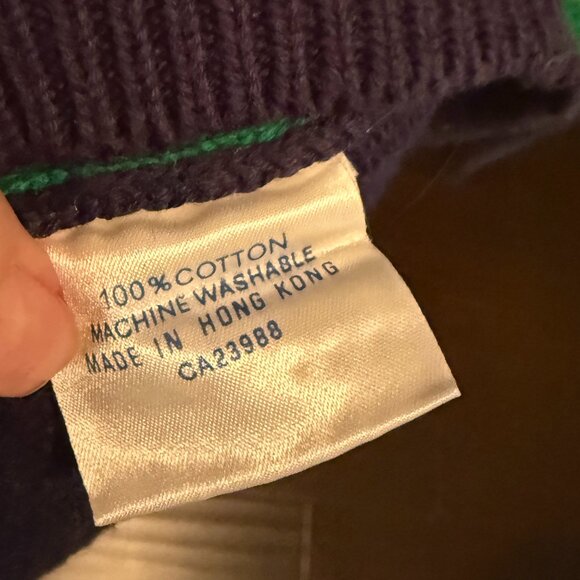 100% COTTON
MACHINE WASHABLE
MADE IN HONG KONG
CA23988